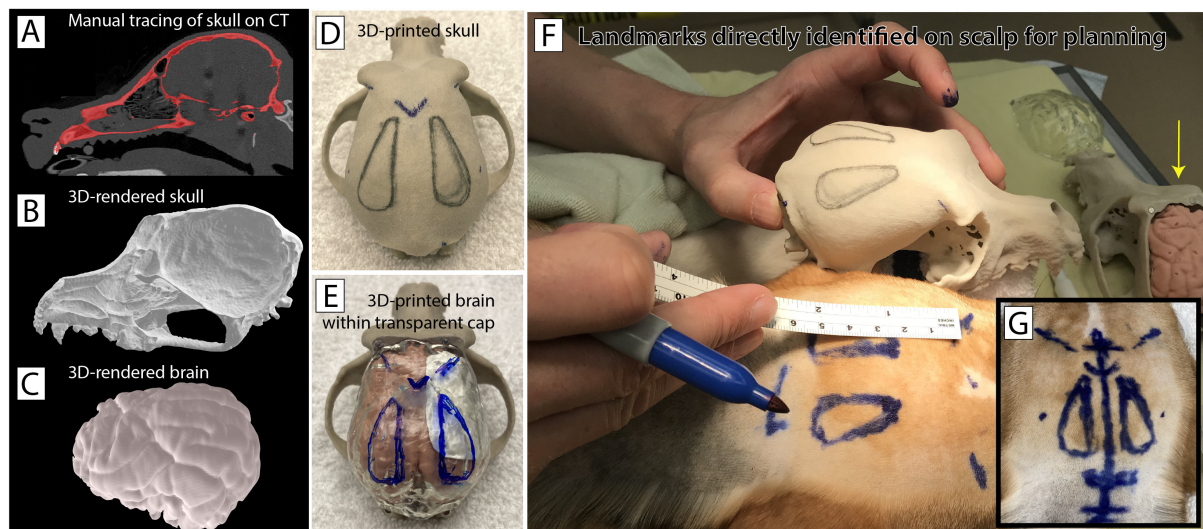 A
Manual tracing of skull on CT
B
3D-rendered skull
C
3D-rendered brain
D
3D-printed skull
E
3D-printed brain
within transparent cap
F
Landmarks directly identified on scalp for planning
G